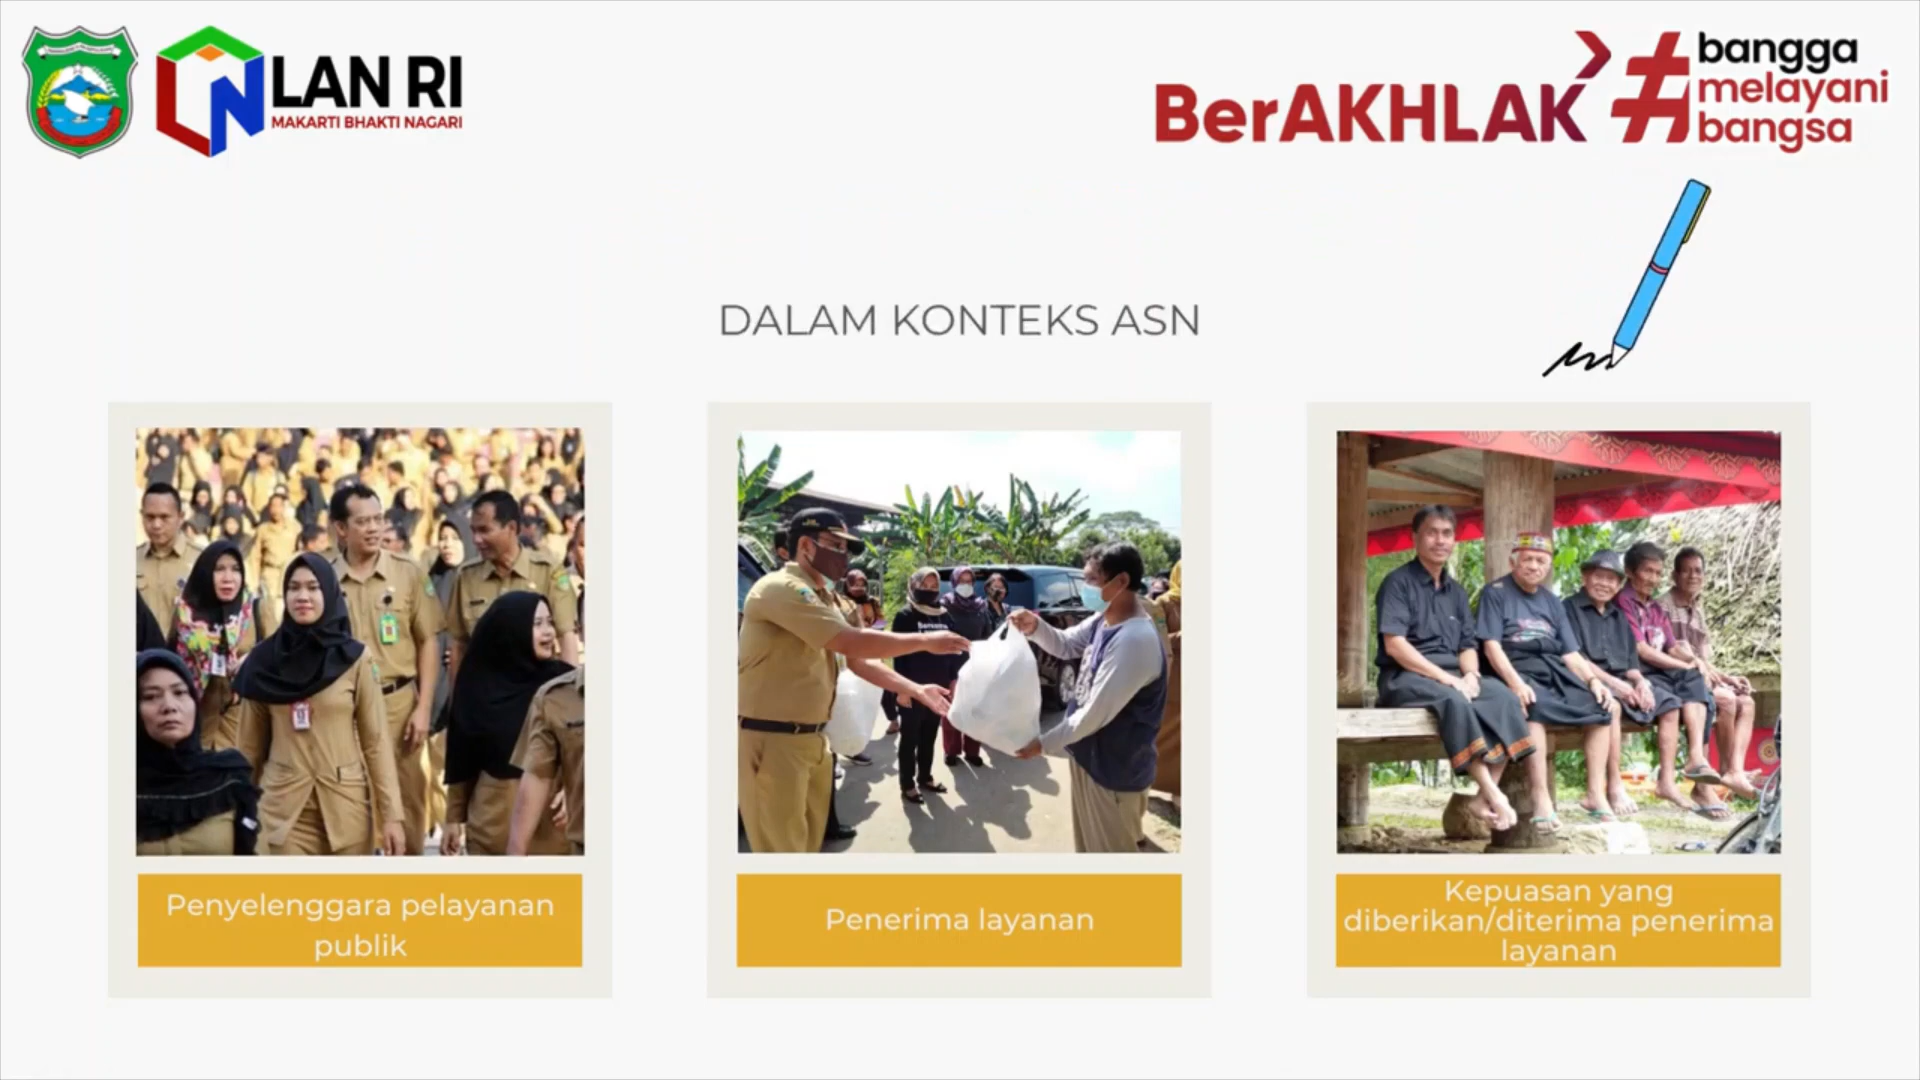 LAN RI
MAKARTI BHAKTI NAGARI
BerAKHLAK
#bangga
melayani
bangsa
DALAM KONTEKS ASN
Penyelenggara pelayanan
publik
Penerima layanan
Kepuasan yang
diberikan/diterima penerima
layanan